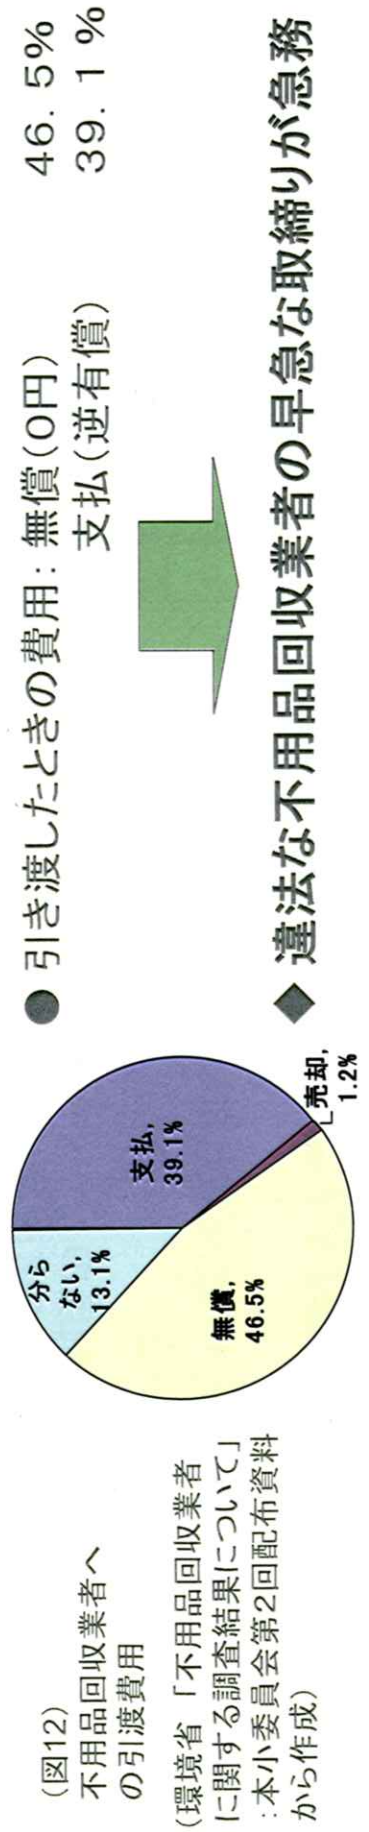 （図12）
不用品回収業者へ
の引渡費用
（環境省「不用品回収業者
に関する調査結果について」
：本小委員会第２回配布資料
から作成）
分ら
ない,
13.1%
支払,
39.1%
無償,
46.5%
売却,
1.2%
● 引き渡したときの費用：無償（０円） 46．5％
支払（逆有償） 39．1％
◆ 違法な不用品回収業者の早急な取締りが急務